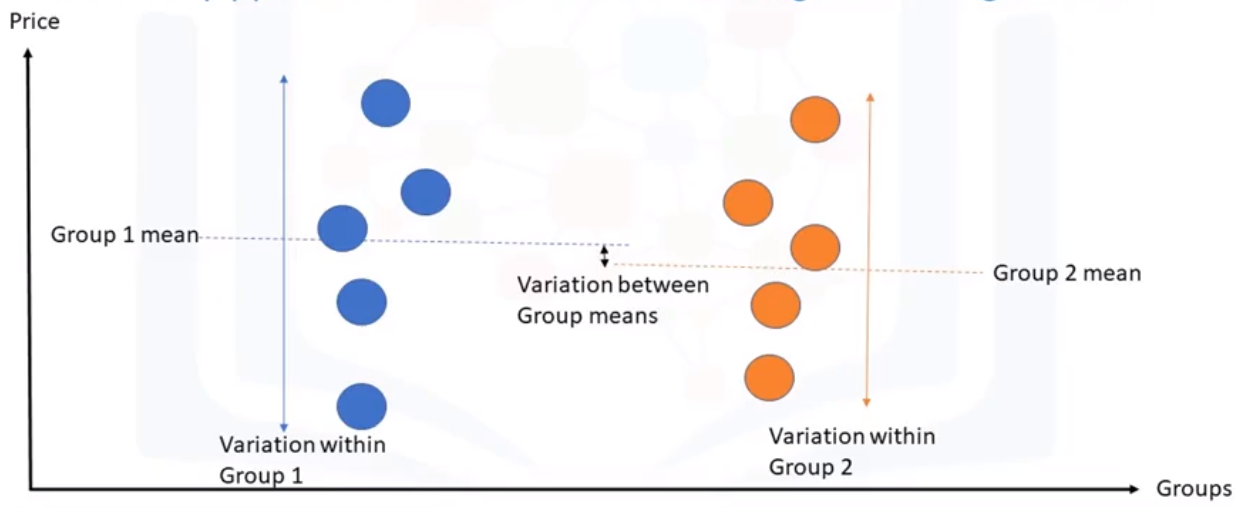 Price
Group 1 mean
Variation between
Group means
Group 2 mean
Variation within
Group 1
Variation within
Group 2
Groups